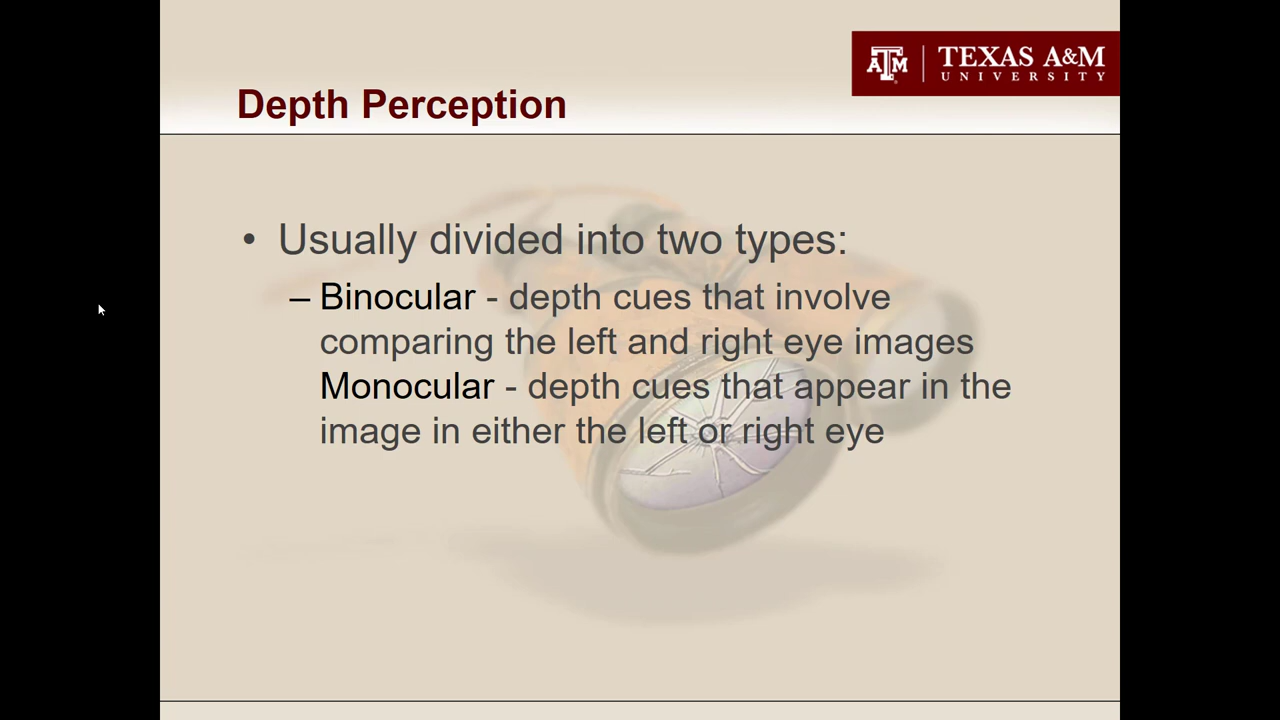 ATM | TEXAS A&M
UNIVERSITY
Depth Perception
• Usually divided into two types:
– Binocular - depth cues that involve
comparing the left and right eye images
Monocular - depth cues that appear in the
image in either the left or right eye